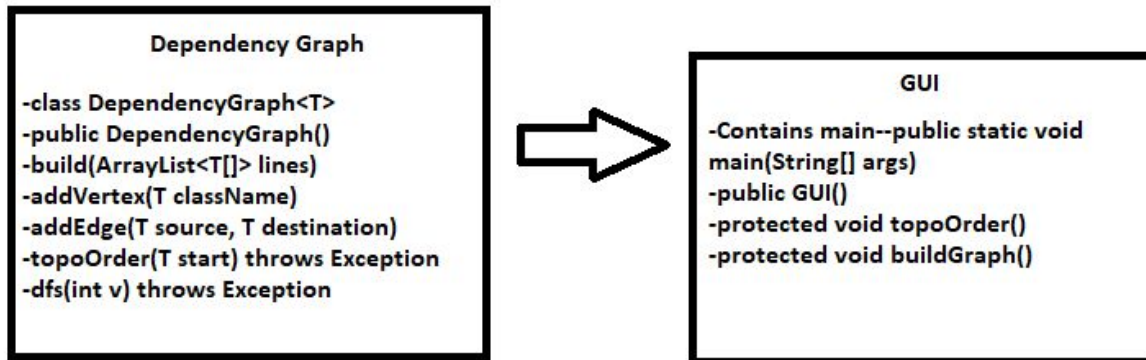 Dependency Graph
-class DependencyGraph<T>
-public DependencyGraph()
-build(ArrayList<T[]> lines)
-addVertex(T className)
-addEdge(T source, T destination)
-topoOrder(T start) throws Exception
-dfs(int v) throws Exception
GUI
-Contains main--public static void
main(String[] args)
-public GUI()
-protected void topoOrder()
-protected void buildGraph()